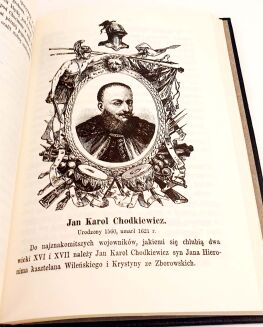 Jan Karol Chodkiewicz.
Urodzony 1560, umarł 1621 r.
Do najznakomitszych wojowników, jakiemi się chlubią dwa
wieki XVI i XVII należy Jan Karol Chodkiewicz syn Jana Hiero-
nima kasztelana Wileńskiego i Krystyny ze Zborowskich.